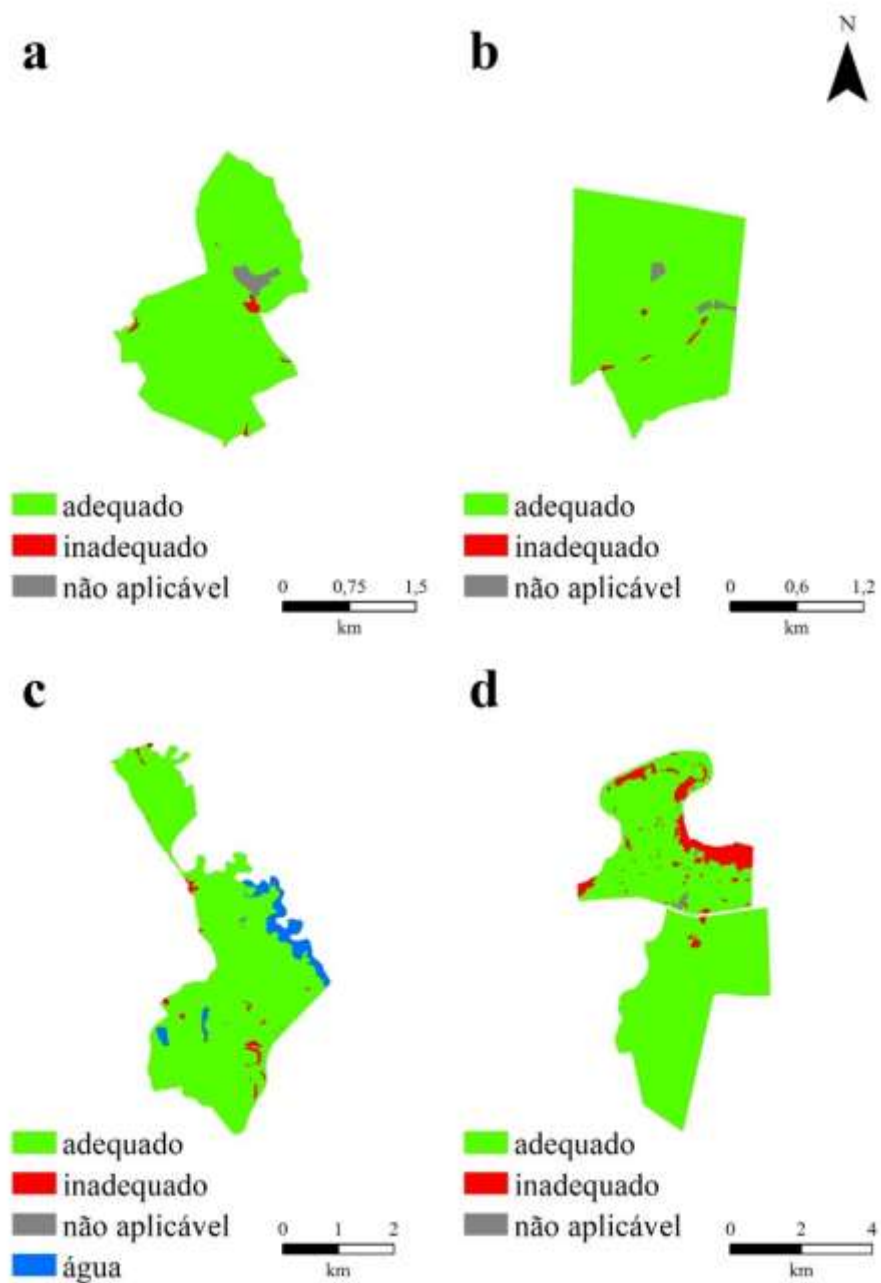 a
b
N
adequado
inadequado
não aplicável
0 0,75 1,5
km
adequado
inadequado
não aplicável
0 0,6 1,2
km
c
d
adequado
inadequado
não aplicável
água
0 1 2
km
adequado
inadequado
não aplicável
0 2 4
km